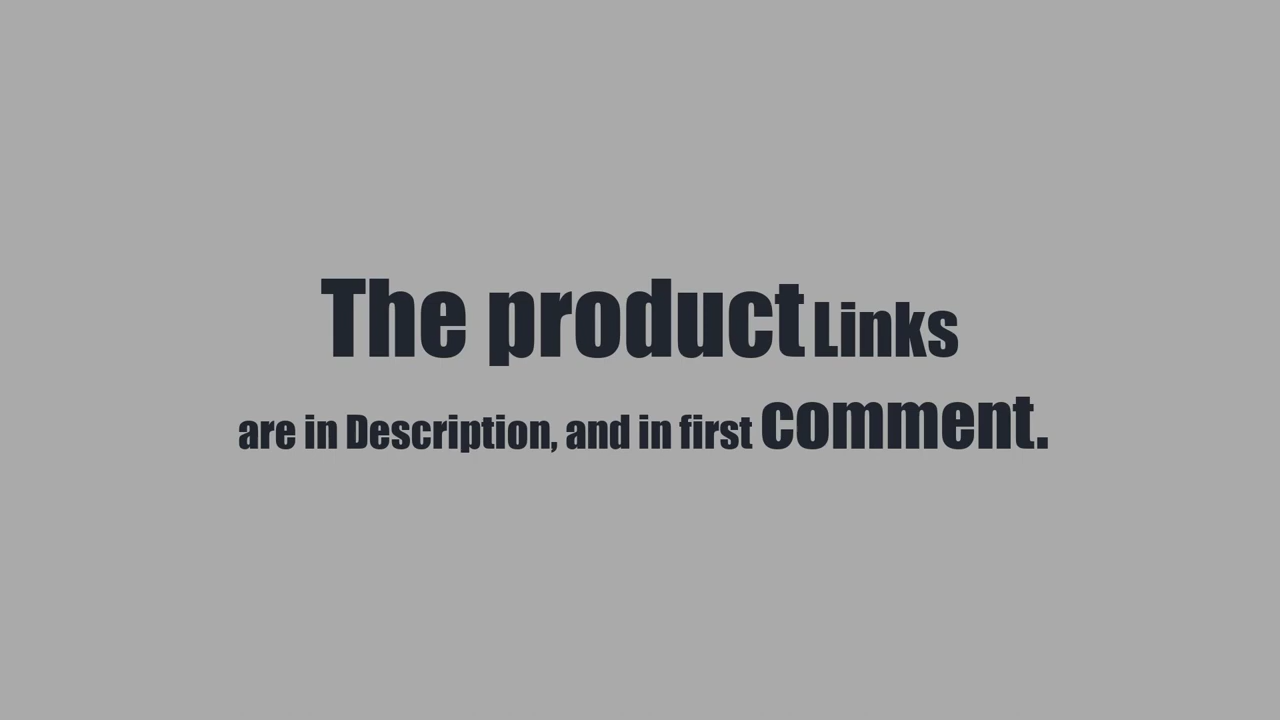 The product Links
are in Description, and in first comment.